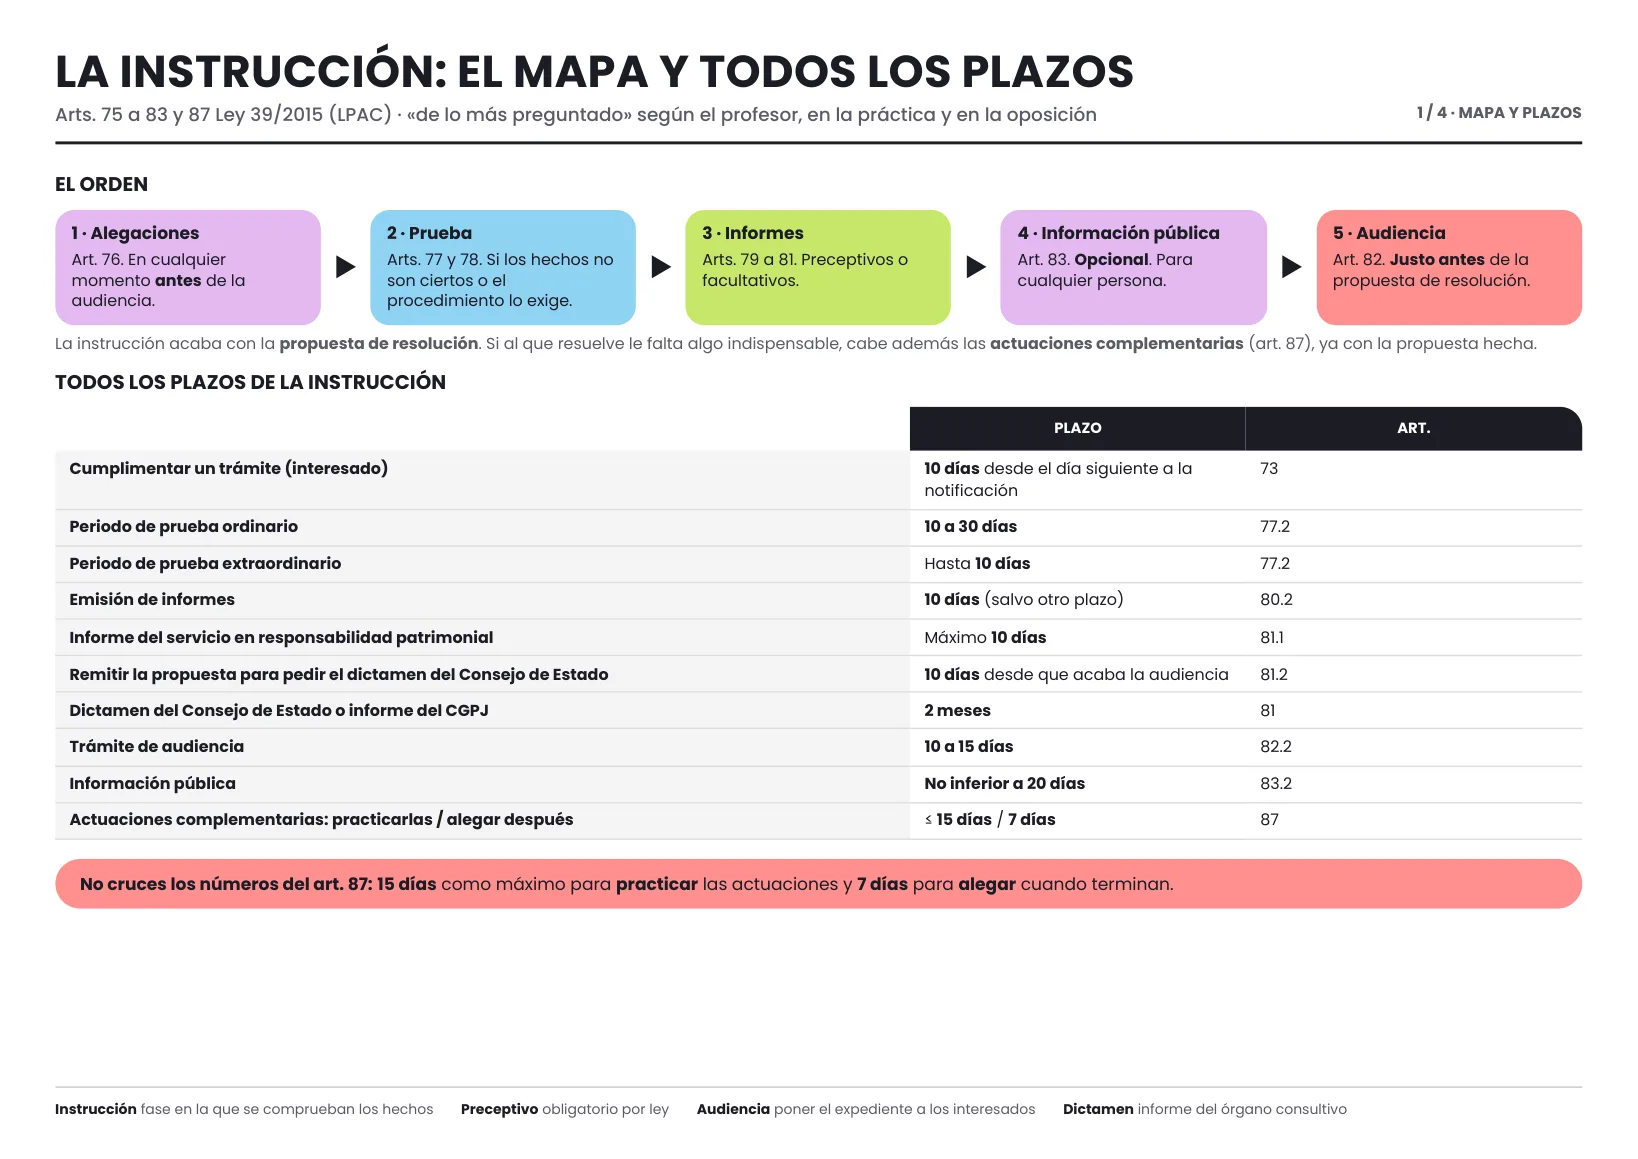 LA INSTRUCCIÓN: EL MAPA Y TODOS LOS PLAZOS
Arts. 75 a 83 y 87 Ley 39/2015 (LPAC) · «de lo más preguntado» según el profesor, en la práctica y en la oposición
1 / 4 · MAPA Y PLAZOS
EL ORDEN
1 · Alegaciones
Art. 76. En cualquier
momento antes de la
audiencia.
2 · Prueba
Arts. 77 y 78. Si los hechos no
son ciertos o el
procedimiento lo exige.
3 · Informes
Arts. 79 a 81. Preceptivos o
facultativos.
4 · Información pública
Art. 83. Opcional. Para
cualquier persona.
5 · Audiencia
Art. 82. Justo antes de la
propuesta de resolución.
La instrucción acaba con la propuesta de resolución. Si al que resuelve le falta algo indispensable, cabe además las actuaciones complementarias (art. 87), ya con la propuesta hecha.
TODOS LOS PLAZOS DE LA INSTRUCCIÓN
PLAZO ART.
Cumplimentar un trámite (interesado) 10 días desde el día siguiente a la 73
notificación
Periodo de prueba ordinario 10 a 30 días 77.2
Periodo de prueba extraordinario Hasta 10 días 77.2
Emisión de informes 10 días (salvo otro plazo) 80.2
Informe del servicio en responsabilidad patrimonial Máximo 10 días 81.1
Remitir la propuesta para pedir el dictamen del Consejo de Estado 10 días desde que acaba la audiencia 81.2
Dictamen del Consejo de Estado o informe del CGPJ 2 meses 81
Trámite de audiencia 10 a 15 días 82.2
Información pública No inferior a 20 días 83.2
Actuaciones complementarias: practicarlas / alegar después ≤ 15 días / 7 días 87
No cruces los números del art. 87: 15 días como máximo para practicar las actuaciones y 7 días para alegar cuando terminan.
Instrucción fase en la que se comprueban los hechos Preceptivo obligatorio por ley Audiencia poner el expediente a los interesados Dictamen informe del órgano consultivo